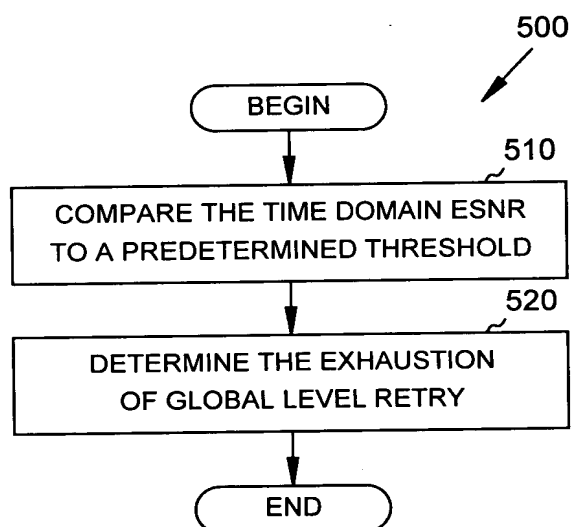 500
BEGIN
510
COMPARE THE TIME DOMAIN ESNR
TO A PREDETERMINED THRESHOLD
520
DETERMINE THE EXHAUSTION
OF GLOBAL LEVEL RETRY
END